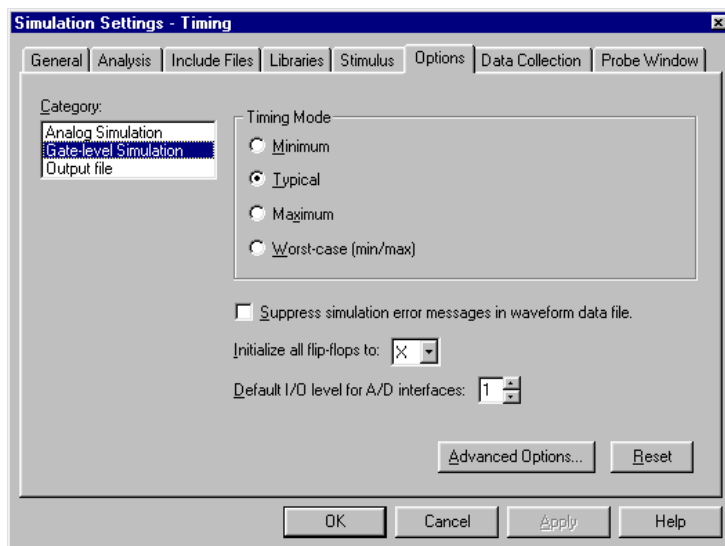 Simulation Settings - Timing
General Analysis Include Files Libraries Stimulus Options Data Collection Probe Window
Category:
Analog Simulation
Gate-level Simulation
Output file
Timing Mode
Minimum
Typical
Maximum
Worst-case (min/max)
Suppress simulation error messages in waveform data file.
Initialize all flip-flops to: X
Default I/O level for A/D interfaces: 1
Advanced Options... Reset
OK Cancel Apply Help